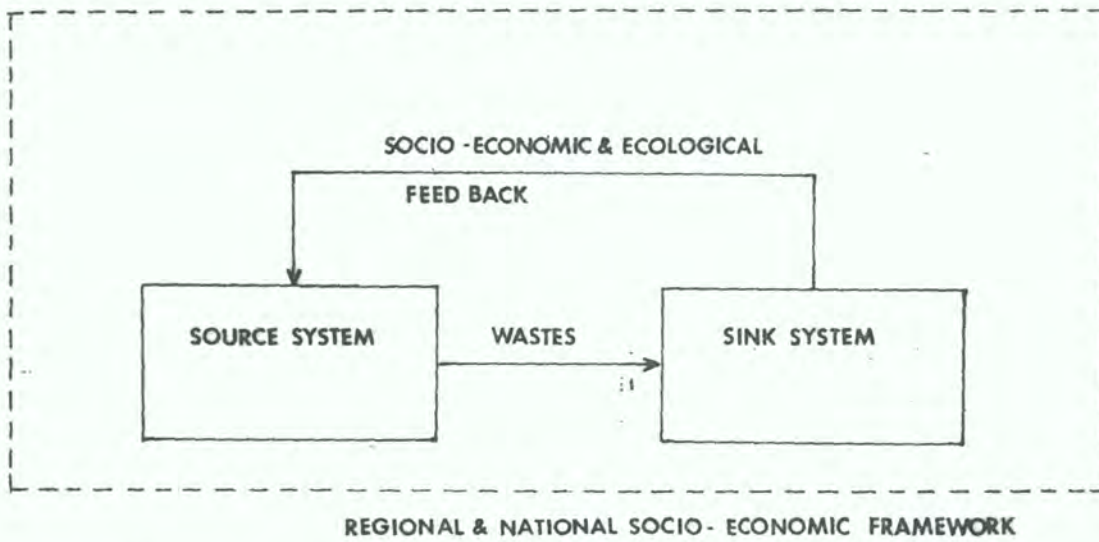 SOCIO - ECONOMIC & ECOLOGICAL
FEED BACK
SOURCE SYSTEM
WASTES
SINK SYSTEM
REGIONAL & NATIONAL SOCIO - ECONOMIC FRAMEWORK